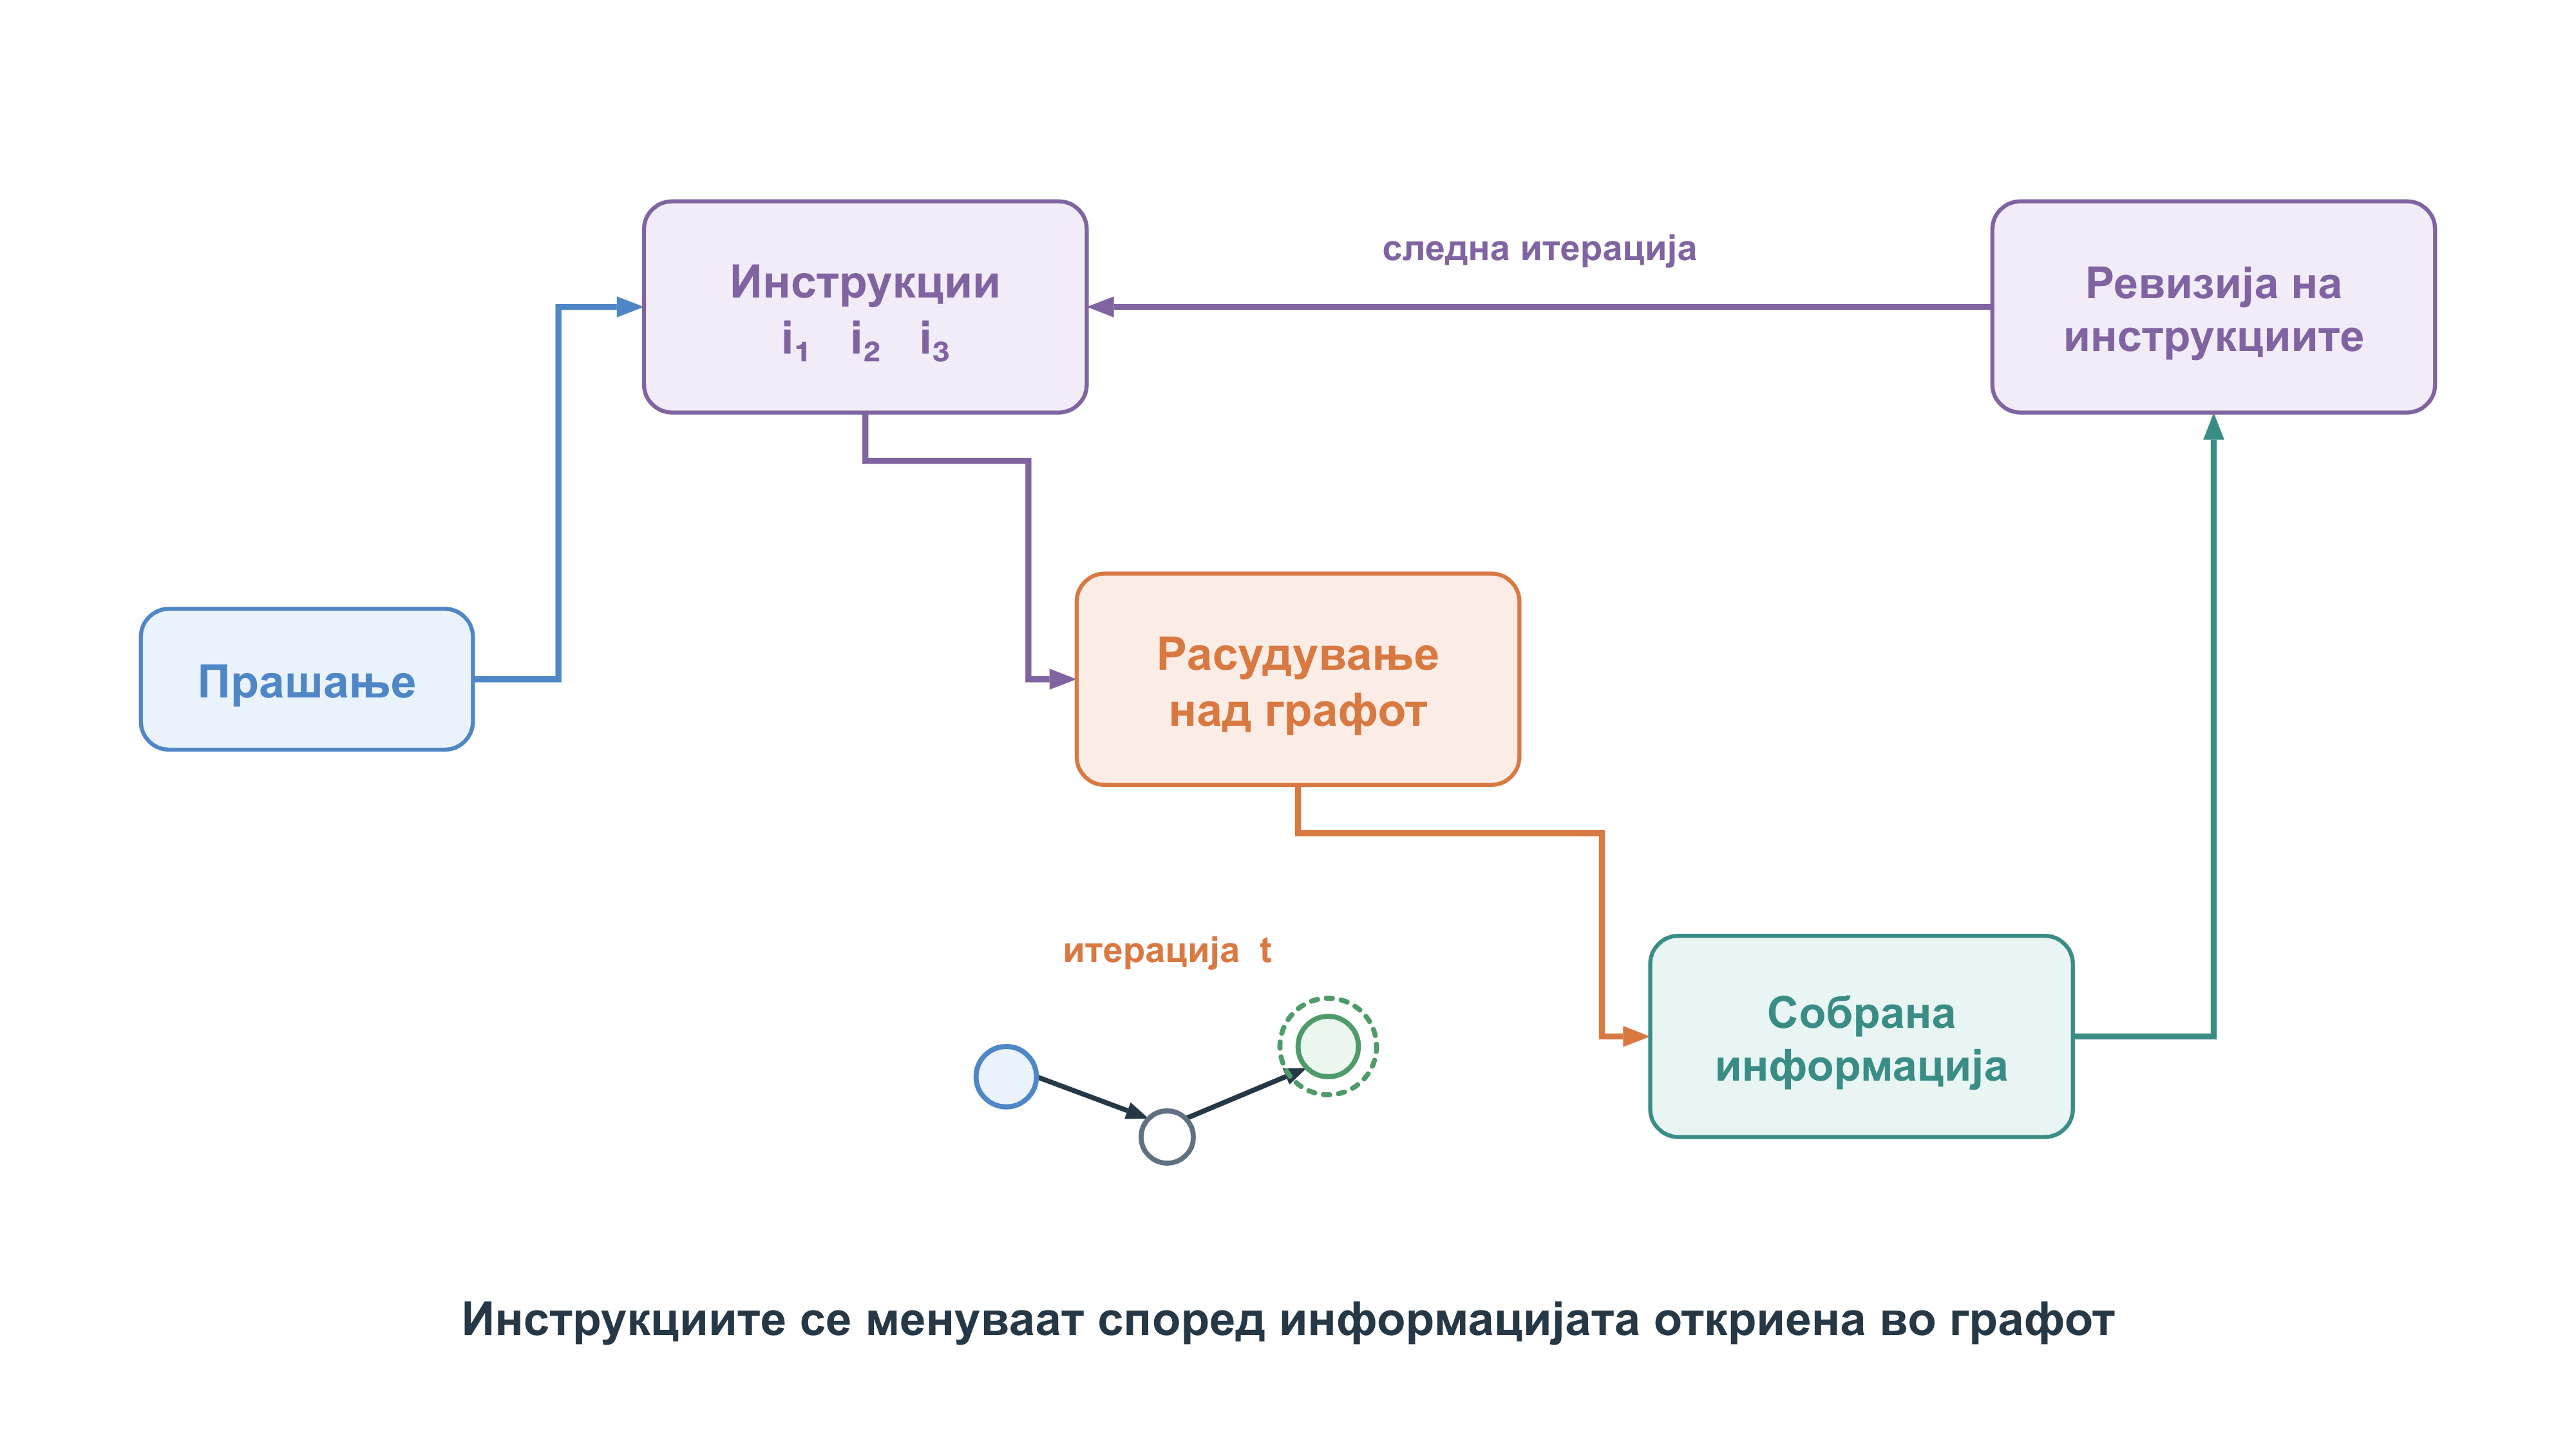 Прашање
Инструкции
i₁ i₂ i₃
следна итерација
Ревизија на
инструкциите
Расудување
над графот
итерација t
Собрана
информација
Инструкциите се менуваат според информацијата откриена во графот